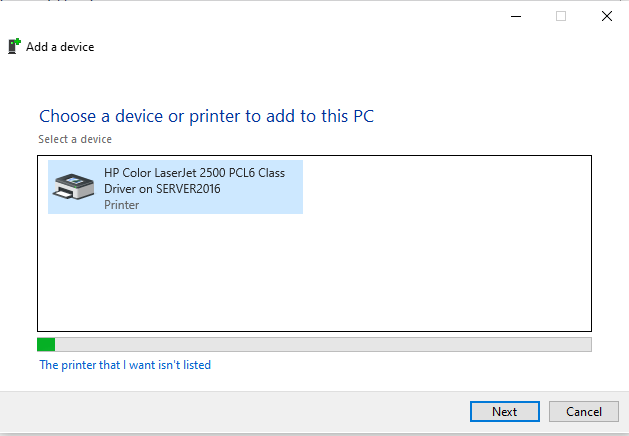 Add a device
Choose a device or printer to add to this PC
Select a device
HP Color LaserJet 2500 PCL6 Class
Driver on SERVER2016
Printer
The printer that I want isn't listed
Next
Cancel